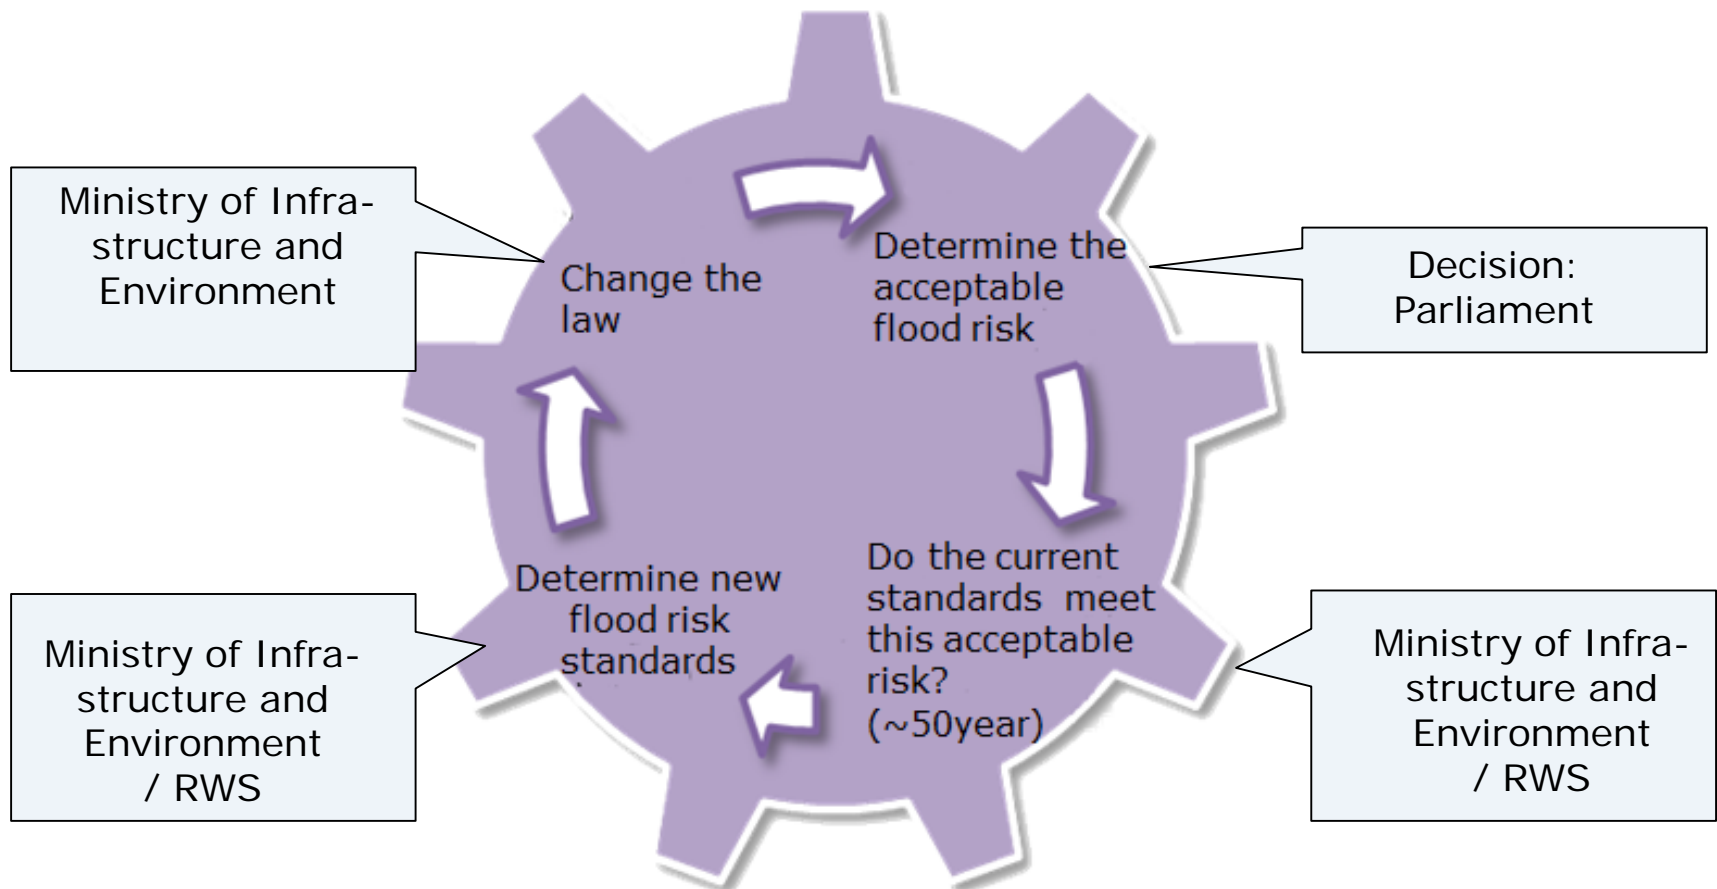 Ministry of Infra-
structure and
Environment
Change the
law
Determine the
acceptable
flood risk
Decision:
Parliament
Determine new
flood risk
standards
Do the current
standards meet
this acceptable
risk?
(~50year)
Ministry of Infra-
structure and
Environment
/ RWS
Ministry of Infra-
structure and
Environment
/ RWS